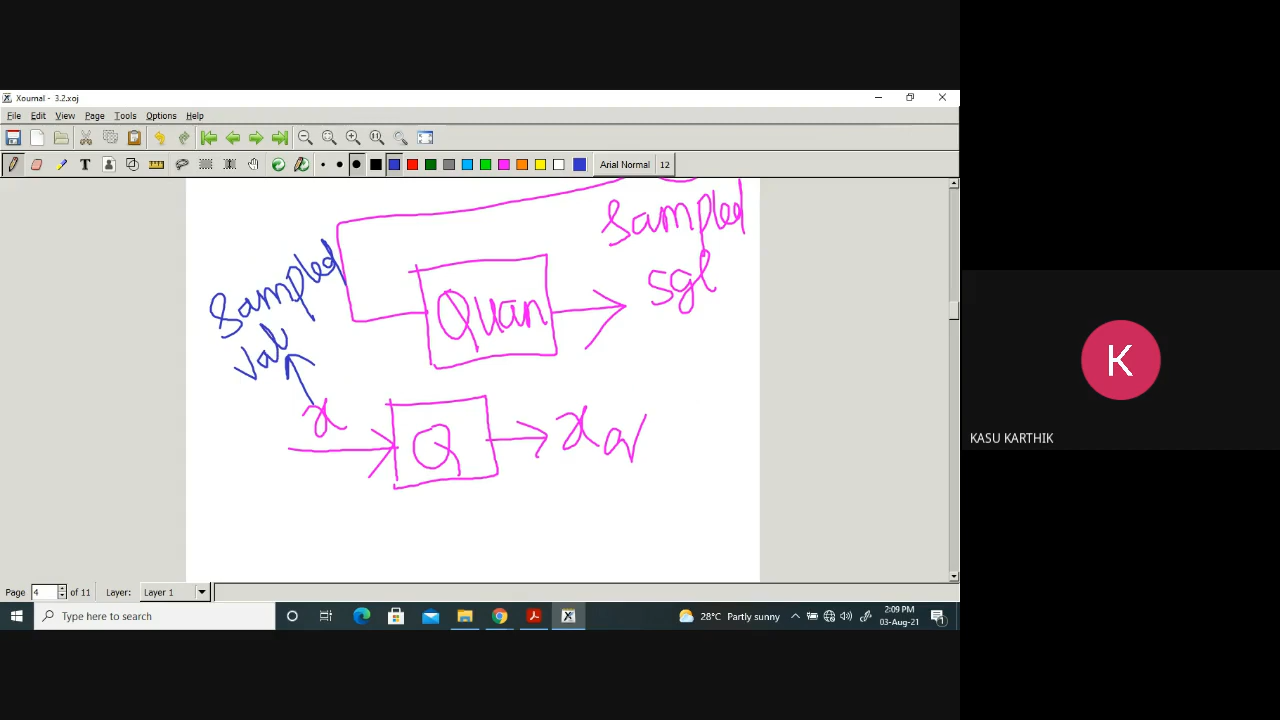 Xournal - 3.2.xoj
File Edit View Page Tools Options Help
Arial Normal 12
Sampled
sgl
Quan
Sampled
Val
x
Q
xq
KASU KARTHIK
K
Page 4 of 11 Layer: Layer 1
Type here to search
28°C Partly sunny
2:09 PM
03-Aug-21